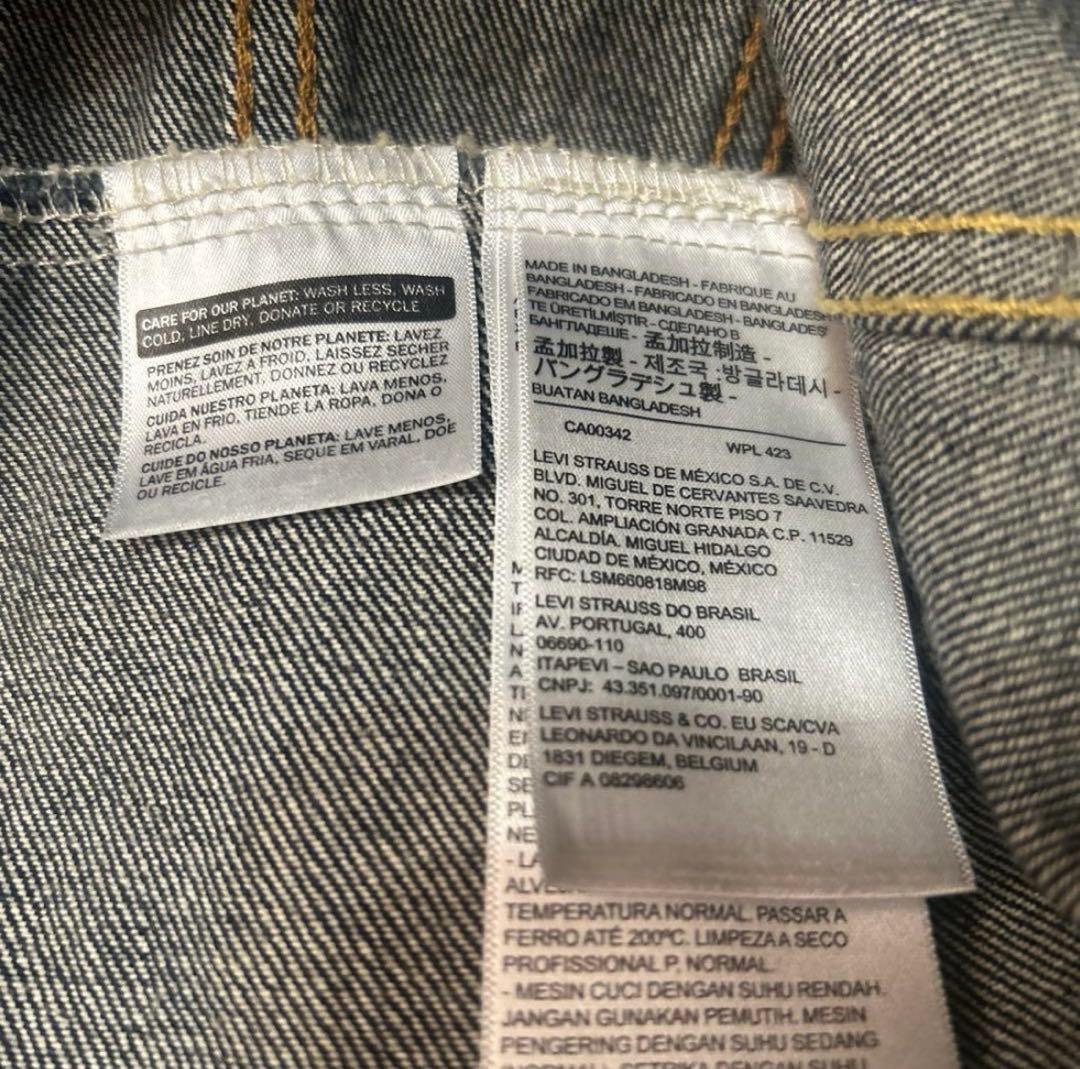 CARE FOR OUR PLANET: WASH LESS, WASH
COLD, LINE DRY, DONATE OR RECYCLE
PRENEZ SOIN DE NOTRE PLANETE: LAVEZ
MOINS, LAVEZ A FROID, LAISSEZ SECHER
NATURELLEMENT, DONNEZ OU RECYCLEZ
CUIDA NUESTRO PLANETA: LAVA MENOS,
LAVA EN FRIO, TIENDE LA ROPA, DONA O
RECICLA.
CUIDE DO NOSSO PLANETA: LAVE MENOS,
LAVE EM ÁGUA FRIA, SEQUE EM VARAL, DOE
OU RECICLE.
MADE IN BANGLADESH - FABRIQUE AU
BANGLADESH - FABRICADO EN BANGLADESH
FABRICADO EM BANGLADESH - BANGLADEŞ
TE ÜRETİLMİŞTİR - СДЕЛАНО В
БАНГЛАДЕШЕ - 孟加拉制造 -
孟加拉製 - 제조국 :방글라데시 -
バングラデシュ製 -
BUATAN BANGLADESH
CA00342 WPL 423
LEVI STRAUSS DE MÉXICO S.A. DE C.V.
BLVD. MIGUEL DE CERVANTES SAAVEDRA
NO. 301, TORRE NORTE PISO 7
COL. AMPLIACIÓN GRANADA C.P. 11529
ALCALDÍA. MIGUEL HIDALGO
CIUDAD DE MÉXICO, MÉXICO
RFC: LSM660818M98
LEVI STRAUSS DO BRASIL
AV. PORTUGAL, 400
06690-110
ITAPEVI – SAO PAULO BRASIL
CNPJ: 43.351.097/0001-90
LEVI STRAUSS & CO. EU SCA/CVA
LEONARDO DA VINCILAAN, 19 - D
1831 DIEGEM, BELGIUM
CIF A 08298606
TEMPERATURA NORMAL. PASSAR A
FERRO ATÉ 200ºC. LIMPEZA A SECO
PROFISSIONAL P. NORMAL.
- MESIN CUCI DENGAN SUHU RENDAH.
JANGAN GUNAKAN PEMUTIH. MESIN
PENGERING DENGAN SUHU SEDANG
(NORMAL). SETRIKA DENGAN SUHU